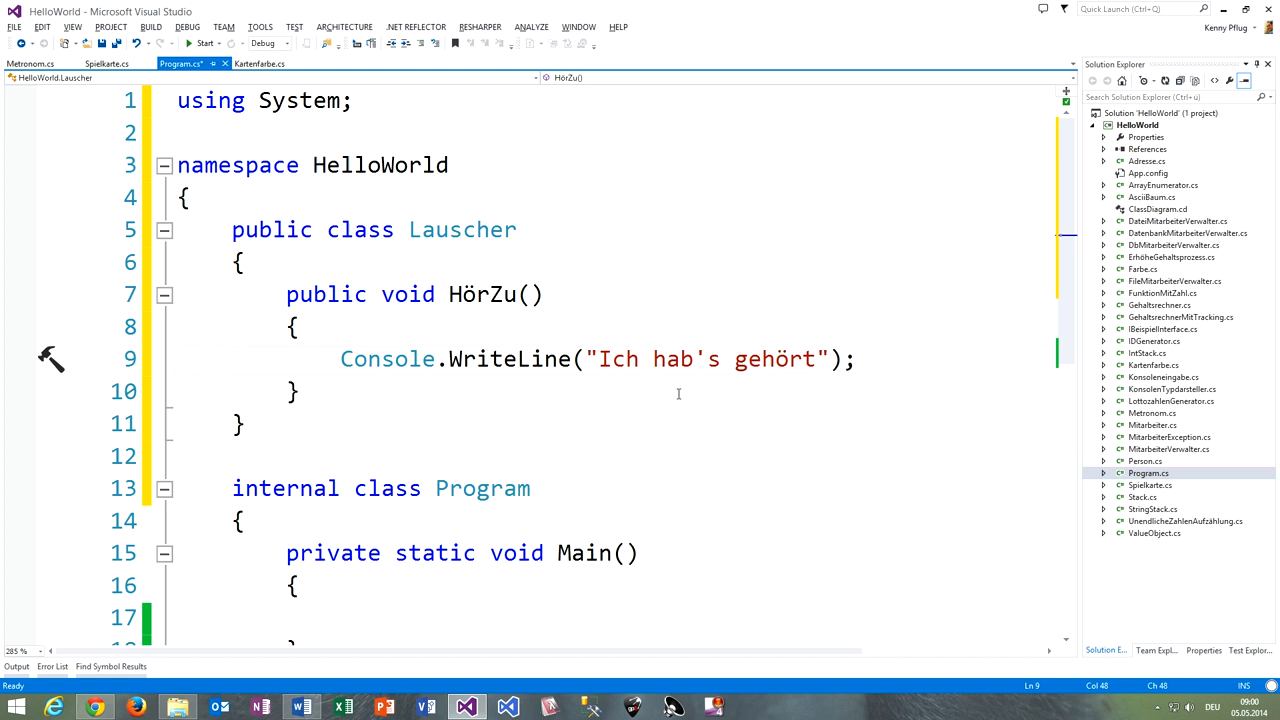 HelloWorld - Microsoft Visual Studio
Quick Launch (Ctrl+Q)
FILE EDIT VIEW PROJECT BUILD DEBUG TEAM TOOLS TEST ARCHITECTURE .NET REFLECTOR RESHARPER ANALYZE WINDOW HELP
Kenny Pflug
Start
Debug
Metronom.cs Spielkarte.cs Program.cs* Kartenfarbe.cs
HelloWorld.Lauscher HörZu()
1 using System;
2
3 namespace HelloWorld
4 {
5 public class Lauscher
6 {
7 public void HörZu()
8 {
9 Console.WriteLine("Ich hab's gehört");
10 }
11 }
12
13 internal class Program
14 {
15 private static void Main()
16 {
17
285 %
Solution Explorer
Search Solution Explorer (Ctrl+ü)
Solution 'HelloWorld' (1 project)
HelloWorld
Properties
References
Adresse.cs
App.config
ArrayEnumerator.cs
AsciiBaum.cs
ClassDiagram.cd
DateiMitarbeiterVerwalter.cs
DatenbankMitarbeiterVerwalter.cs
DbMitarbeiterVerwalter.cs
ErhöheGehaltsprozess.cs
Farbe.cs
FileMitarbeiterVerwalter.cs
FunktionMitZahl.cs
Gehaltsrechner.cs
GehaltsrechnerMitTracking.cs
IBeispielInterface.cs
IDGenerator.cs
IntStack.cs
Kartenfarbe.cs
Konsoleneingabe.cs
KonsolenTypdarsteller.cs
LottozahlenGenerator.cs
Metronom.cs
Mitarbeiter.cs
MitarbeiterException.cs
MitarbeiterVerwalter.cs
Person.cs
Program.cs
Spielkarte.cs
Stack.cs
StringStack.cs
UnendlicheZahlenAufzählung.cs
ValueObject.cs
Solution E... Team Expl... Properties Test Explor...
Output Error List Find Symbol Results
Ready Ln 9 Col 48 Ch 48 INS
DEU
09:00
05.05.2014